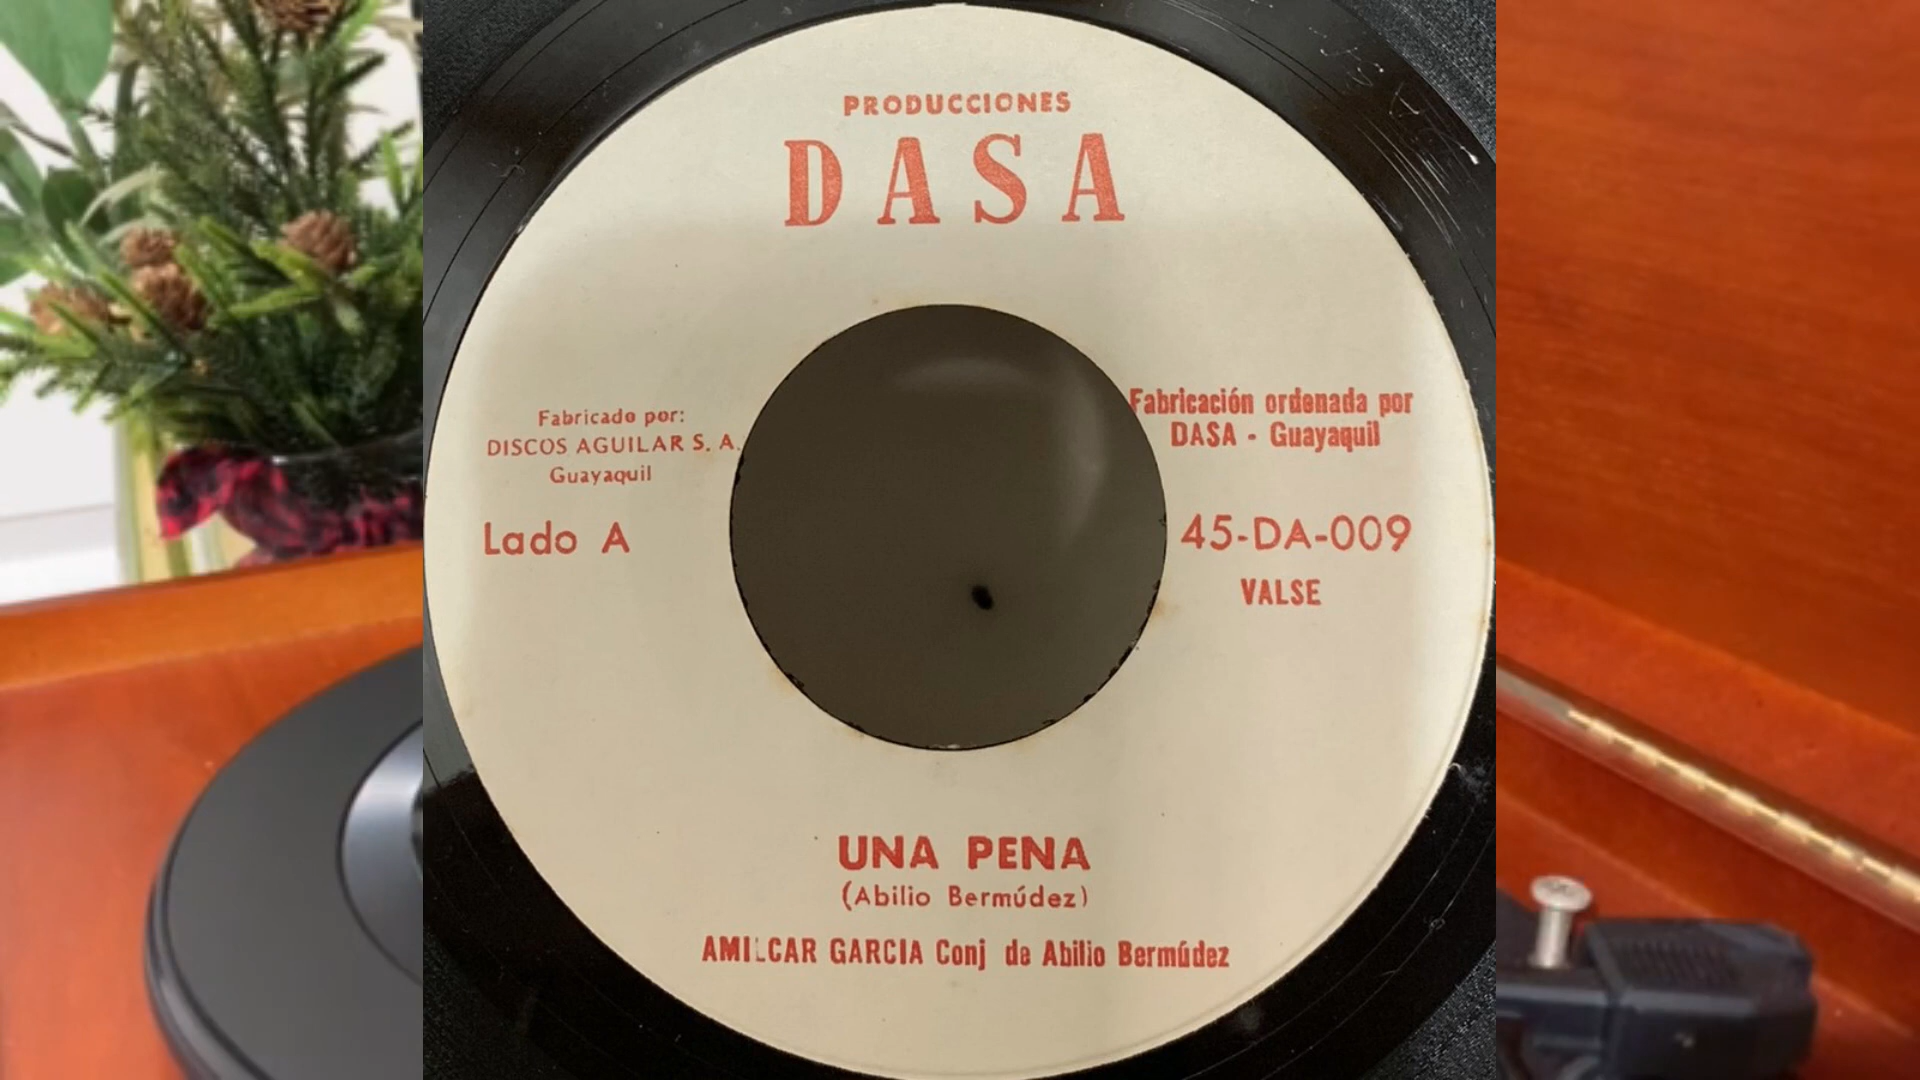 PRODUCCIONES
DASA
Fabricado por:
DISCOS AGUILAR S. A.
Guayaquil
Lado A
Fabricación ordenada por
DASA - Guayaquil
45-DA-009
VALSE
UNA PENA
(Abilio Bermúdez)
AMILCAR GARCIA Conj de Abilio Bermúdez